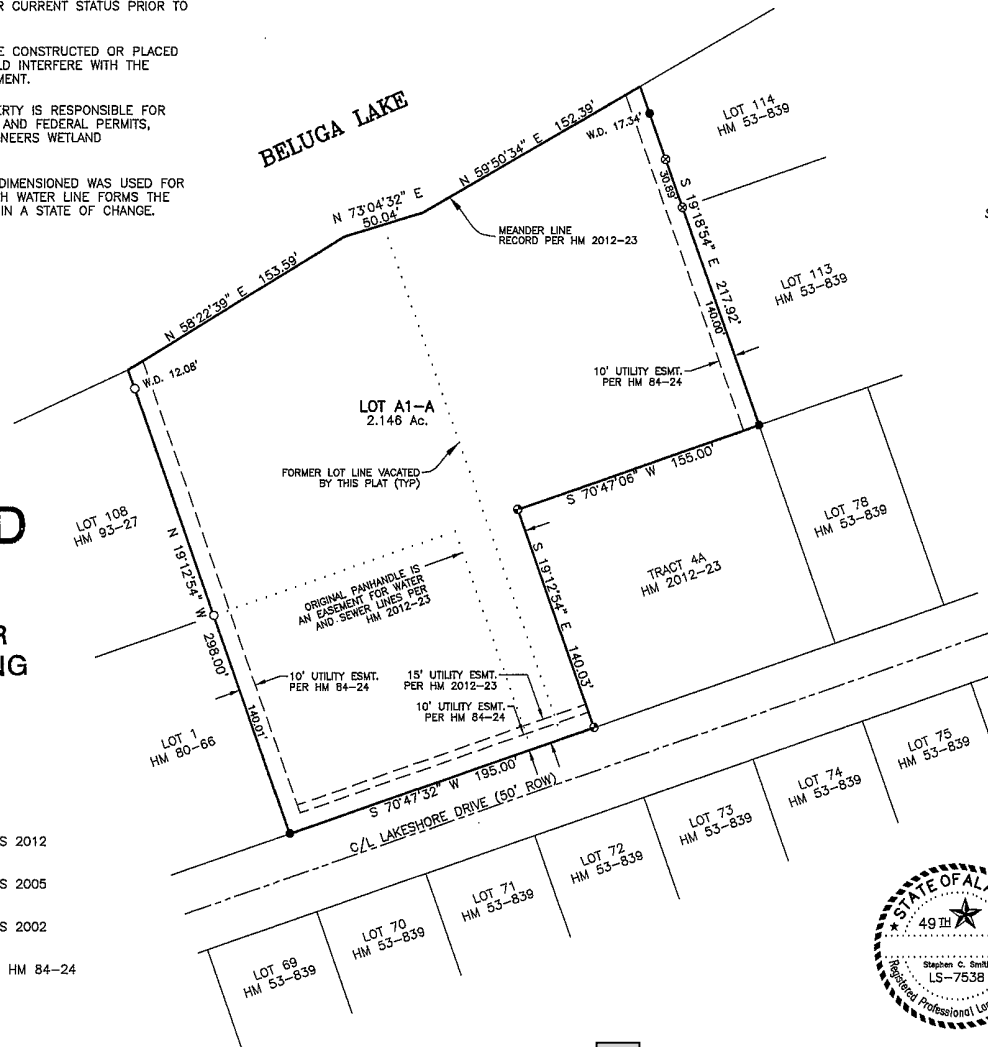 R CURRENT STATUS PRIOR TO
E CONSTRUCTED OR PLACED
LD INTERFERE WITH THE
MENT.
ERTY IS RESPONSIBLE FOR
AND FEDERAL PERMITS,
NEERS WETLAND
DIMENSIONED WAS USED FOR
H WATER LINE FORMS THE
IN A STATE OF CHANGE.
BELUGA LAKE
N 58°22'39" E 153.59'
N 73°04'32" E
50.04'
N 59°50'34" E 152.39'
W.D. 17.34'
LOT 114
HM 53-839
30.89'
S 19°18'54" E 217.92'
140.00'
MEANDER LINE
RECORD PER HM 2012-23
LOT 113
HM 53-839
10' UTILITY ESMT.
PER HM 84-24
W.D. 12.08'
LOT A1-A
2.146 Ac.
FORMER LOT LINE VACATED
BY THIS PLAT (TYP)
S 70°47'06" W 155.00'
LOT 108
HM 93-27
D
N 19°12'54" W 298.00'
140.01'
ORIGINAL PANHANDLE IS
AN EASEMENT FOR WATER
AND SEWER LINES PER
HM 2012-23
S 19°12'54" E 140.03'
TRACT 4A
HM 2012-23
LOT 78
HM 53-839
R
NG
10' UTILITY ESMT.
PER HM 84-24
15' UTILITY ESMT.
PER HM 2012-23
10' UTILITY ESMT.
PER HM 84-24
LOT 1
HM 80-66
S 70°47'32" W 195.00'
C/L LAKESHORE DRIVE (50' ROW)
LOT 75
HM 53-839
LOT 74
HM 53-839
LOT 73
HM 53-839
LOT 72
HM 53-839
LOT 71
HM 53-839
LOT 70
HM 53-839
LOT 69
HM 53-839
S 2012
S 2005
S 2002
HM 84-24
STATE OF ALA
49 TH
Stephen C. Smit
LS-7538
Registered Professional La